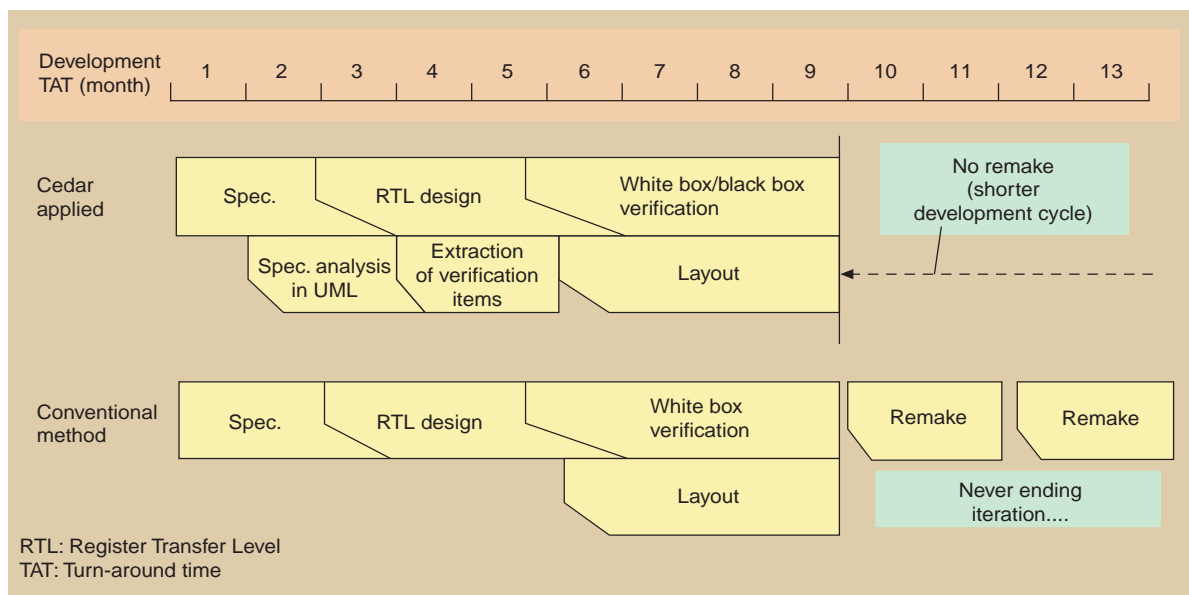 Development
TAT (month)
1 2 3 4 5 6 7 8 9 10 11 12 13
Cedar
applied
Spec.
RTL design
White box/black box
verification
No remake
(shorter
development cycle)
Spec. analysis
in UML
Extraction
of verification
items
Layout
Conventional
method
Spec.
RTL design
White box
verification
Remake
Remake
Layout
Never ending
iteration....
RTL: Register Transfer Level
TAT: Turn-around time